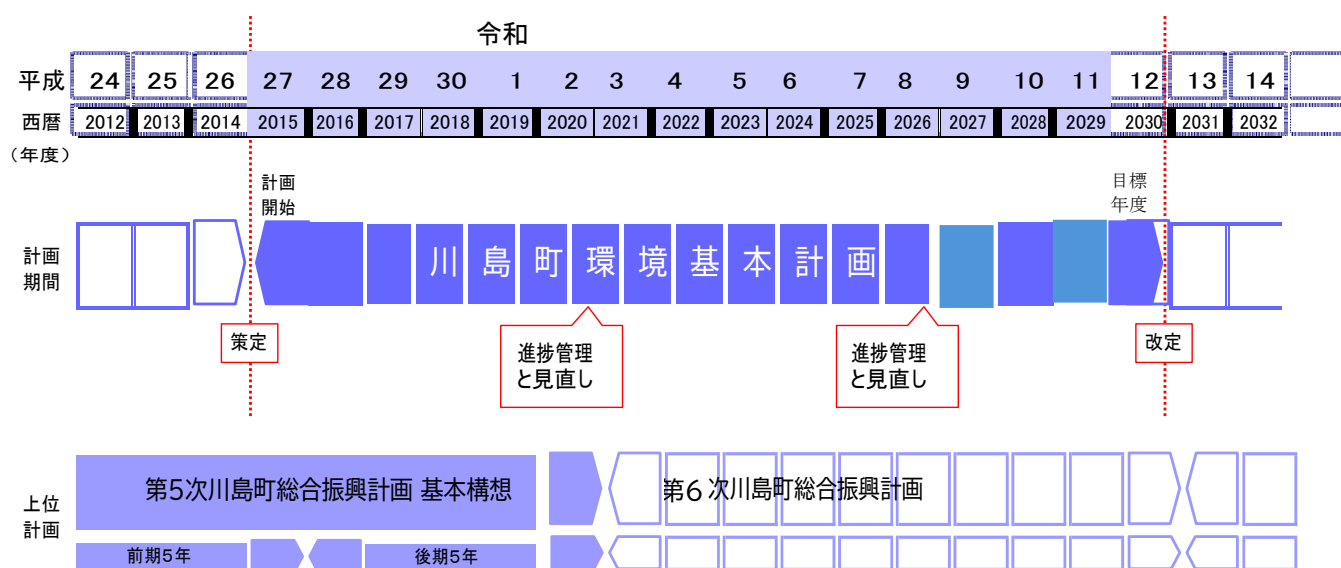 令和
平成 24 25 26 27 28 29 30 1 2 3 4 5 6 7 8 9 10 11 12 13 14
西暦 2012 2013 2014 2015 2016 2017 2018 2019 2020 2021 2022 2023 2024 2025 2026 2027 2028 2029 2030 2031 2032
(年度)
計画
開始
目標
年度
計画
期間
川島町環境基本計画
策定
進捗管理
と見直し
進捗管理
と見直し
改定
上位
計画
第5次川島町総合振興計画 基本構想
第6次川島町総合振興計画
前期5年
後期5年